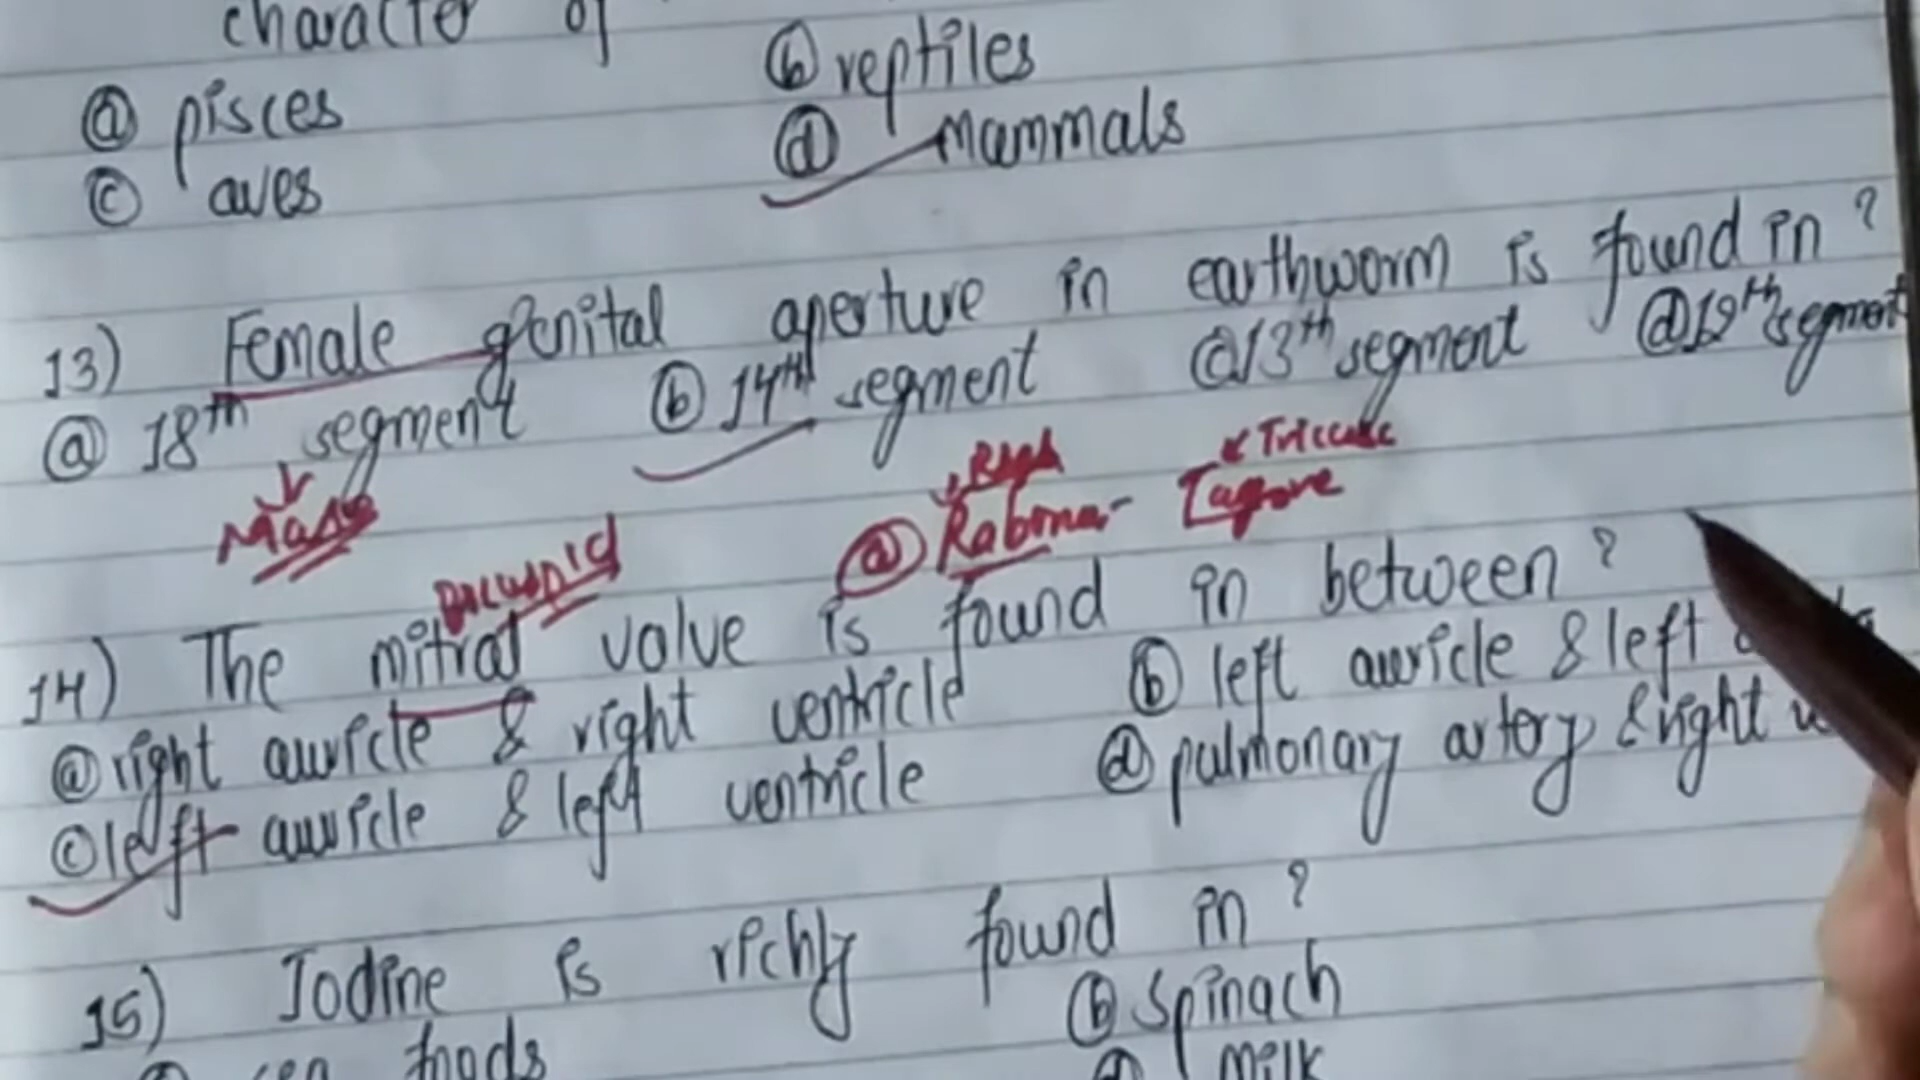 character of
ⓐ pisces ⓑ reptiles
ⓒ aves ⓓ Mammals
13) Female genital aperture in earthworm is found in ?
ⓐ 18th segment ⓑ 14th segment ⓒ 13th segment ⓓ 19th segment
Male
Bicuspid ⓐ Tagore
14) The mitral valve is found in between ?
ⓐ right auricle & right ventricle ⓑ left auricle & left
ⓒ left auricle & left ventricle ⓓ pulmonary artery & right
15) Iodine is richly found in ?
sea foods ⓑ spinach
ⓓ milk